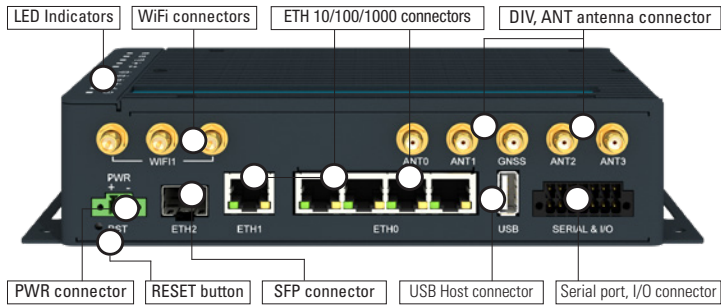 LED Indicators
WiFi connectors
ETH 10/100/1000 connectors
DIV, ANT antenna connector
WIFI1
ANT0
ANT1
GNSS
ANT2
ANT3
PWR
+ -
RST
ETH2
ETH1
ETH0
USB
SERIAL & I/O
PWR connector
RESET button
SFP connector
USB Host connector
Serial port, I/O connector